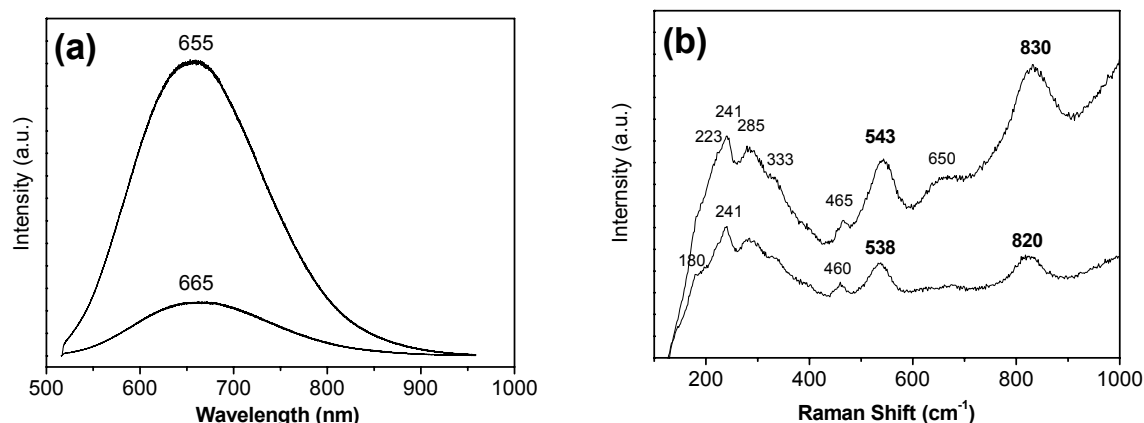 (a)
655
665
Intensity (a.u.)
500 600 700 800 900 1000
Wavelength (nm)
(b)
830
241
223 285
333
543
650
465
241
180
460
538
820
Internsity (a.u.)
200 400 600 800 1000
Raman Shift (cm⁻¹)